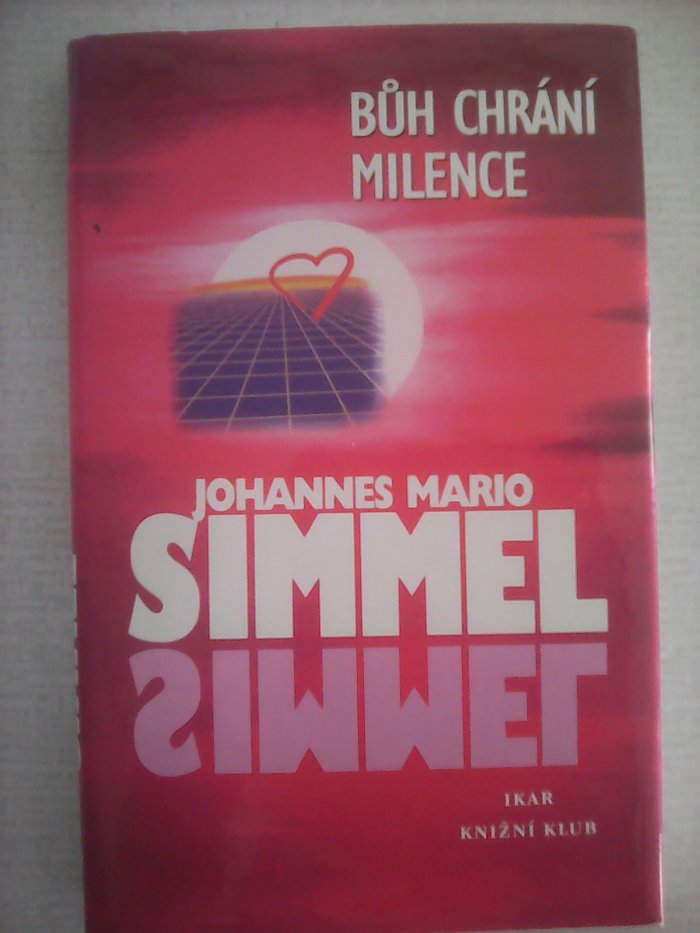 BŮH CHRÁNÍ
MILENCE
JOHANNES MARIO
SIMMEL
SIMMEL
IKAR
KNIŽNÍ KLUB